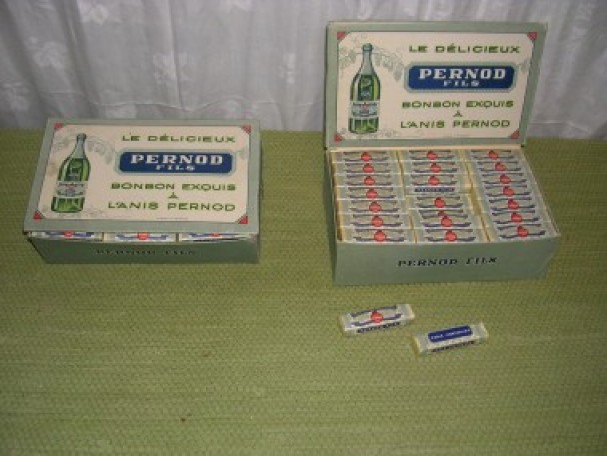 LE DÉLICIEUX
PERNOD
FILS
BONBON EXQUIS
À
L'ANIS PERNOD
PERNOD FILS
LE DÉLICIEUX
PERNOD
FILS
BONBON EXQUIS
À
L'ANIS PERNOD
PERNOD FILS